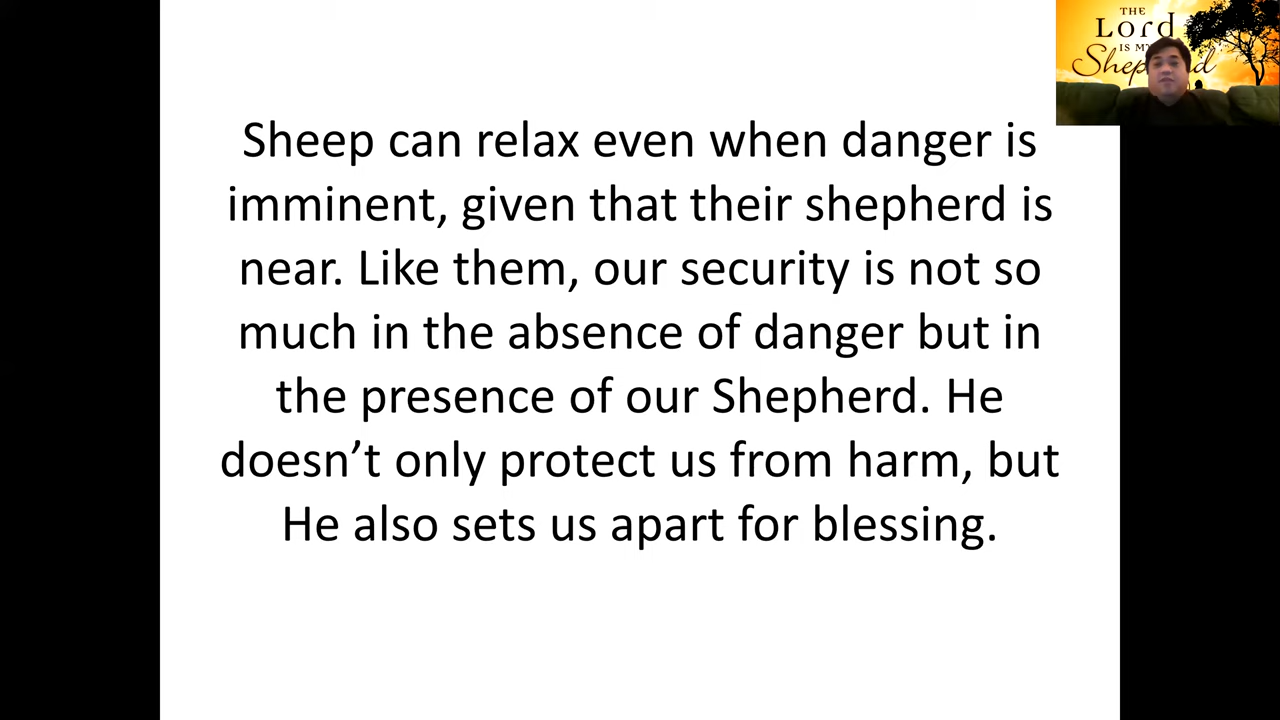 THE
Lord
IS MY
Shepherd
Sheep can relax even when danger is
imminent, given that their shepherd is
near. Like them, our security is not so
much in the absence of danger but in
the presence of our Shepherd. He
doesn’t only protect us from harm, but
He also sets us apart for blessing.